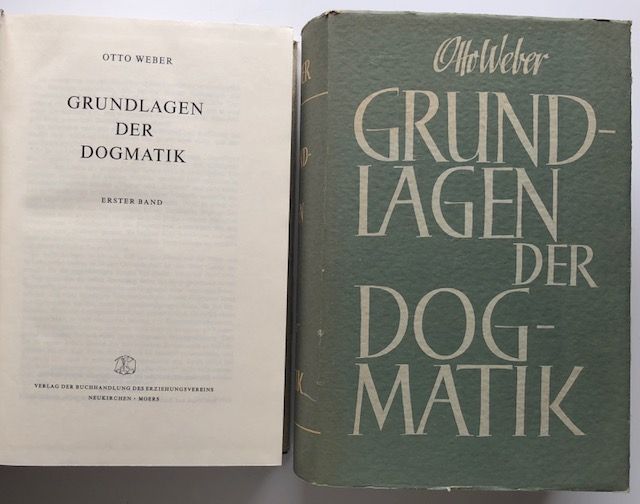 OTTO WEBER
GRUNDLAGEN
DER
DOGMATIK
ERSTER BAND
VERLAG DER BUCHHANDLUNG DES ERZIEHUNGSVEREINS
NEUKIRCHEN · MOERS
Otto Weber
GRUND-
LAGEN
DER
DOG-
MATIK